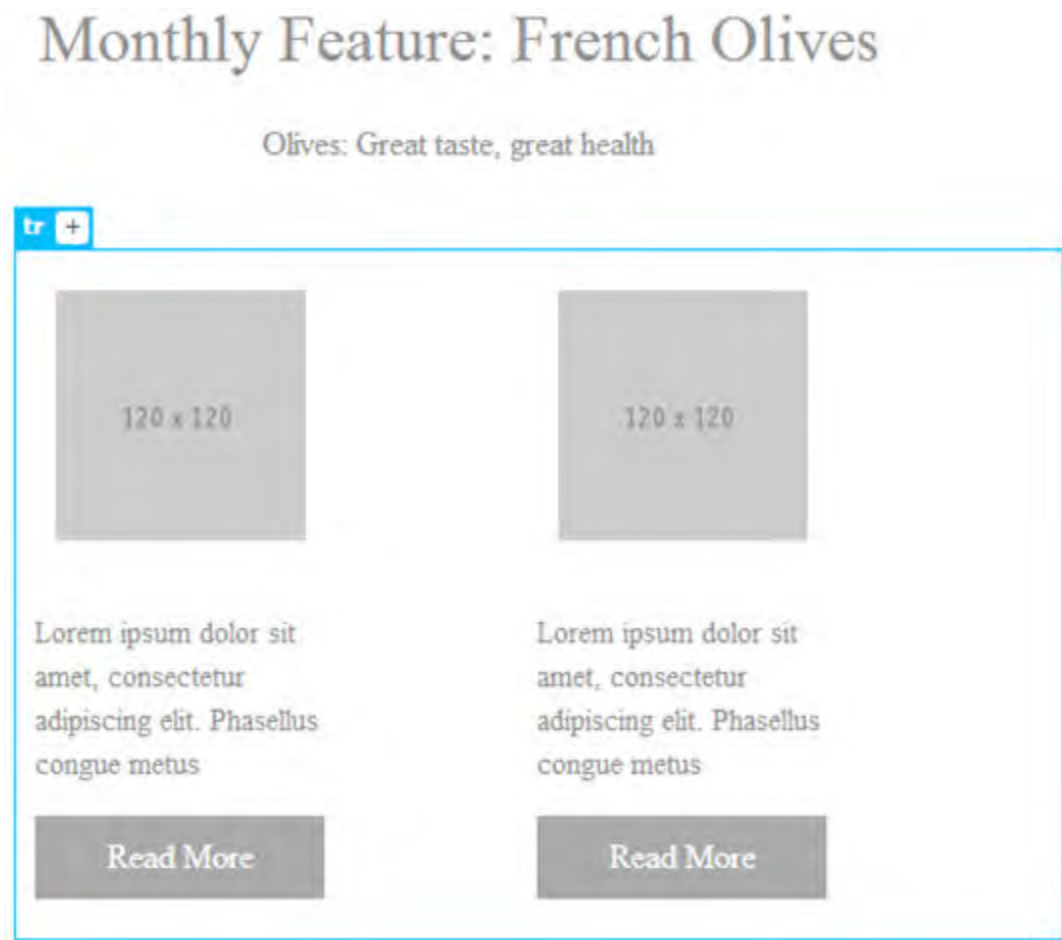 Monthly Feature: French Olives
Olives: Great taste, great health
tr +
120 x 120
120 x 120
Lorem ipsum dolor sit
amet, consectetur
adipiscing elit. Phasellus
congue metus
Read More
Lorem ipsum dolor sit
amet, consectetur
adipiscing elit. Phasellus
congue metus
Read More